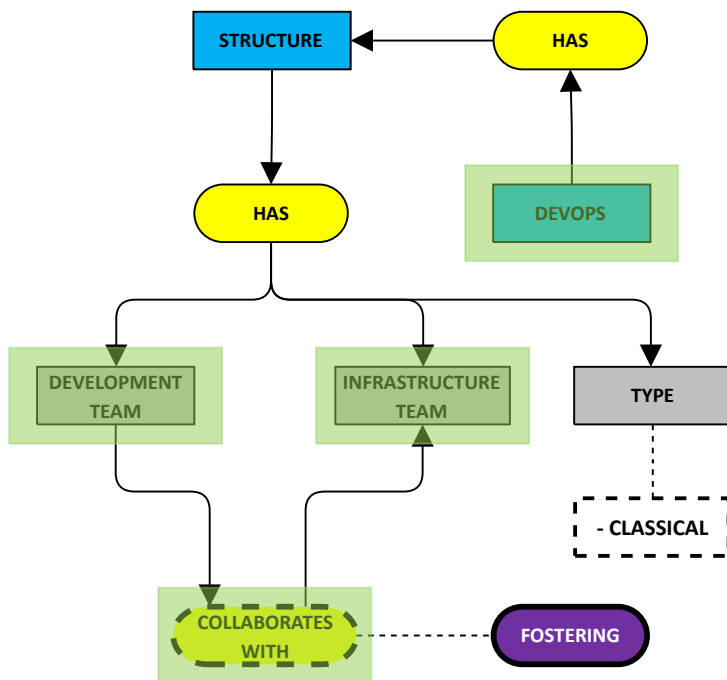 STRUCTURE
HAS
HAS
DEVOPS
DEVELOPMENT
TEAM
INFRASTRUCTURE
TEAM
TYPE
- CLASSICAL
COLLABORATES
WITH
FOSTERING